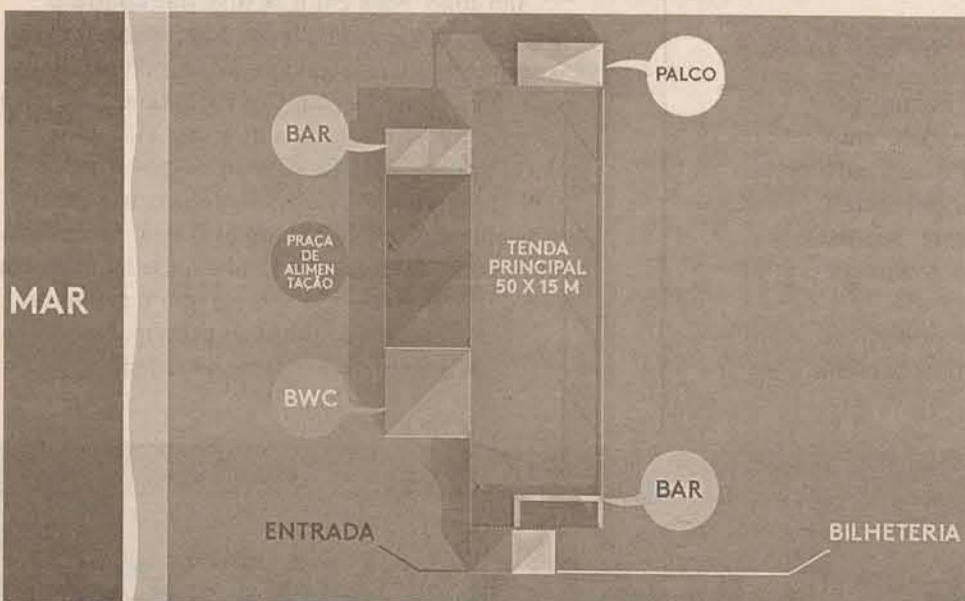 PALCO
BAR
PRAÇA
DE
ALIMEN
TAÇÃO
TENDA
PRINCIPAL
50 X 15 M
MAR
BWC
BAR
ENTRADA
BILHETERIA